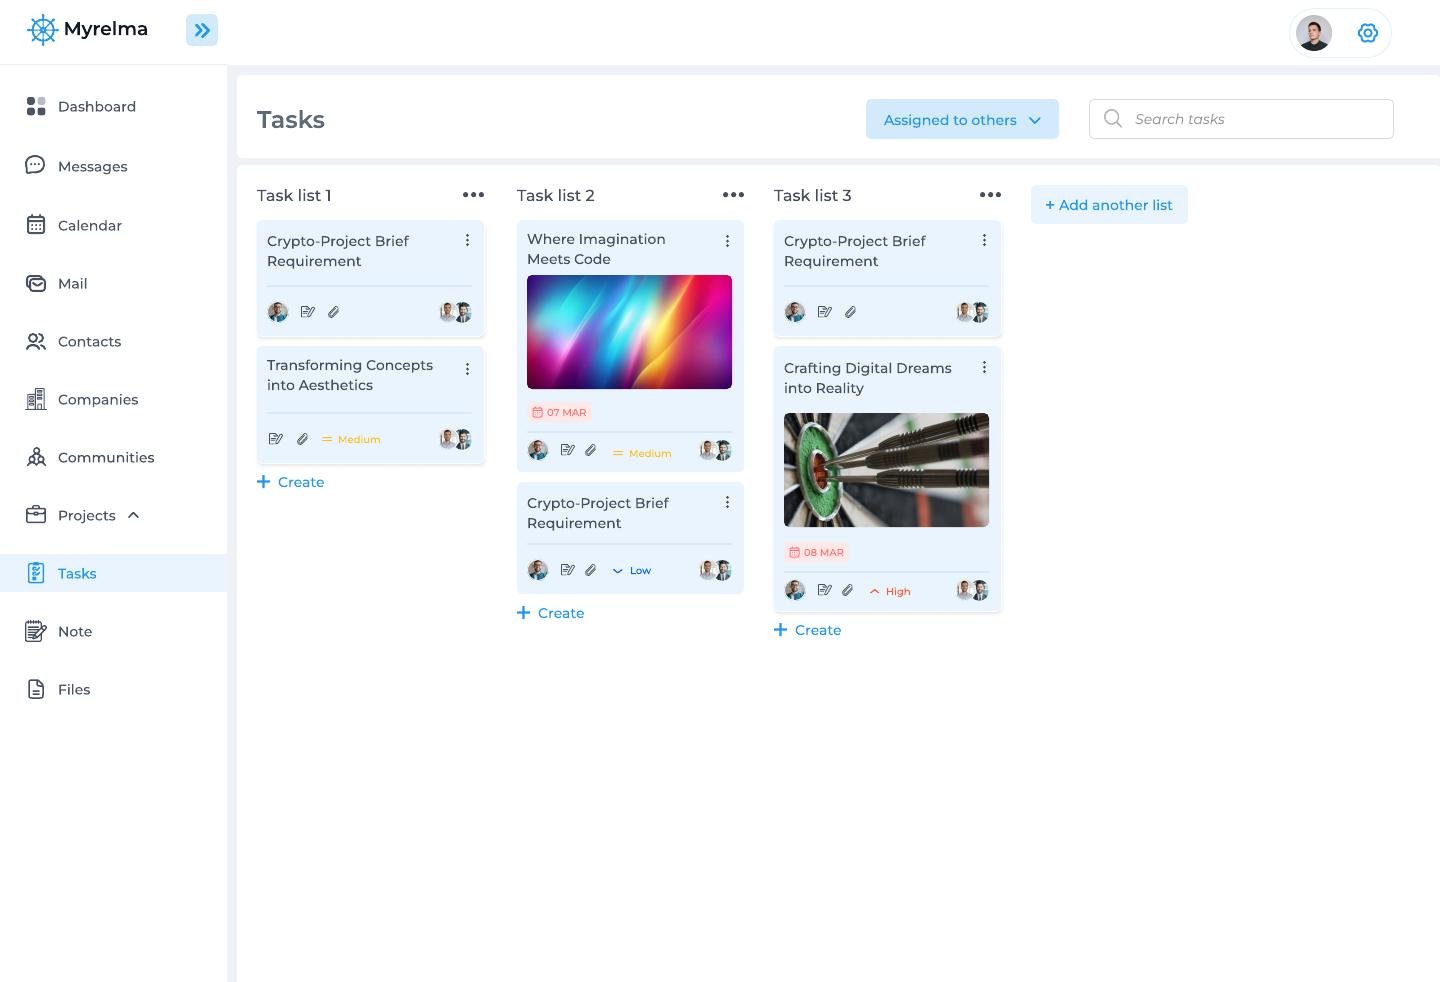 Myrelma
Dashboard
Messages
Calendar
Mail
Contacts
Companies
Communities
Projects
Tasks
Note
Files
Tasks
Assigned to others
Search tasks
Task list 1
Crypto-Project Brief
Requirement
Transforming Concepts
into Aesthetics
Medium
+ Create
Task list 2
Where Imagination
Meets Code
07 MAR
Medium
Crypto-Project Brief
Requirement
Low
+ Create
Task list 3
Crypto-Project Brief
Requirement
Crafting Digital Dreams
into Reality
08 MAR
High
+ Create
+ Add another list